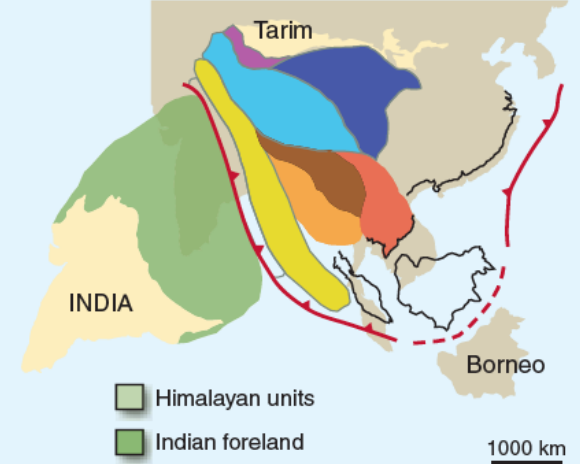 Tarim
INDIA
Borneo
Himalayan units
Indian foreland
1000 km